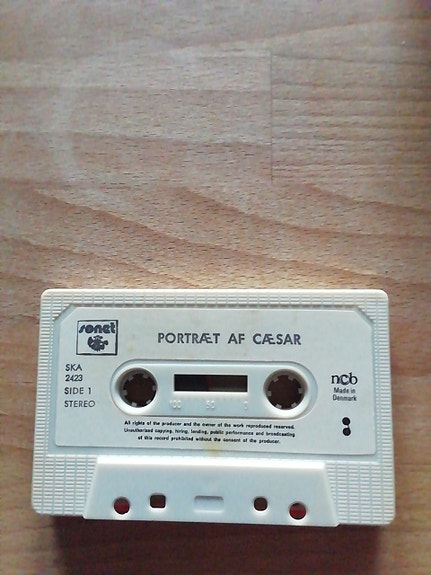 sonet
PORTRÆT AF CÆSAR
SKA
2423
SIDE 1
STEREO
ncb
Made in
Denmark
100 50 0
All rights of the producer and the owner of the work reproduced reserved.
Unauthorised copying, hiring, lending, public performance and broadcasting
of this record prohibited without the consent of the producer.